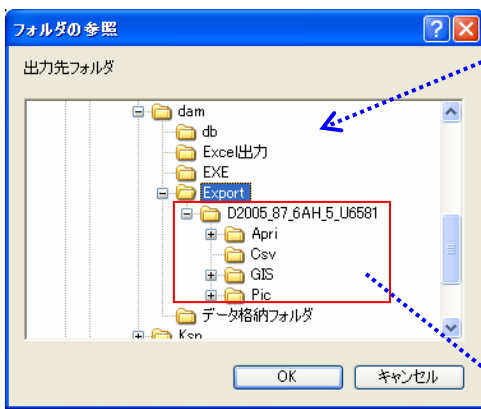 フォルダの参照
出力先フォルダ
dam
db
Excel出力
EXE
Export
D2005_87_6AH_5_U6581
Apri
Csv
GIS
Pic
データ格納フォルダ
Ksn
OK キャンセル